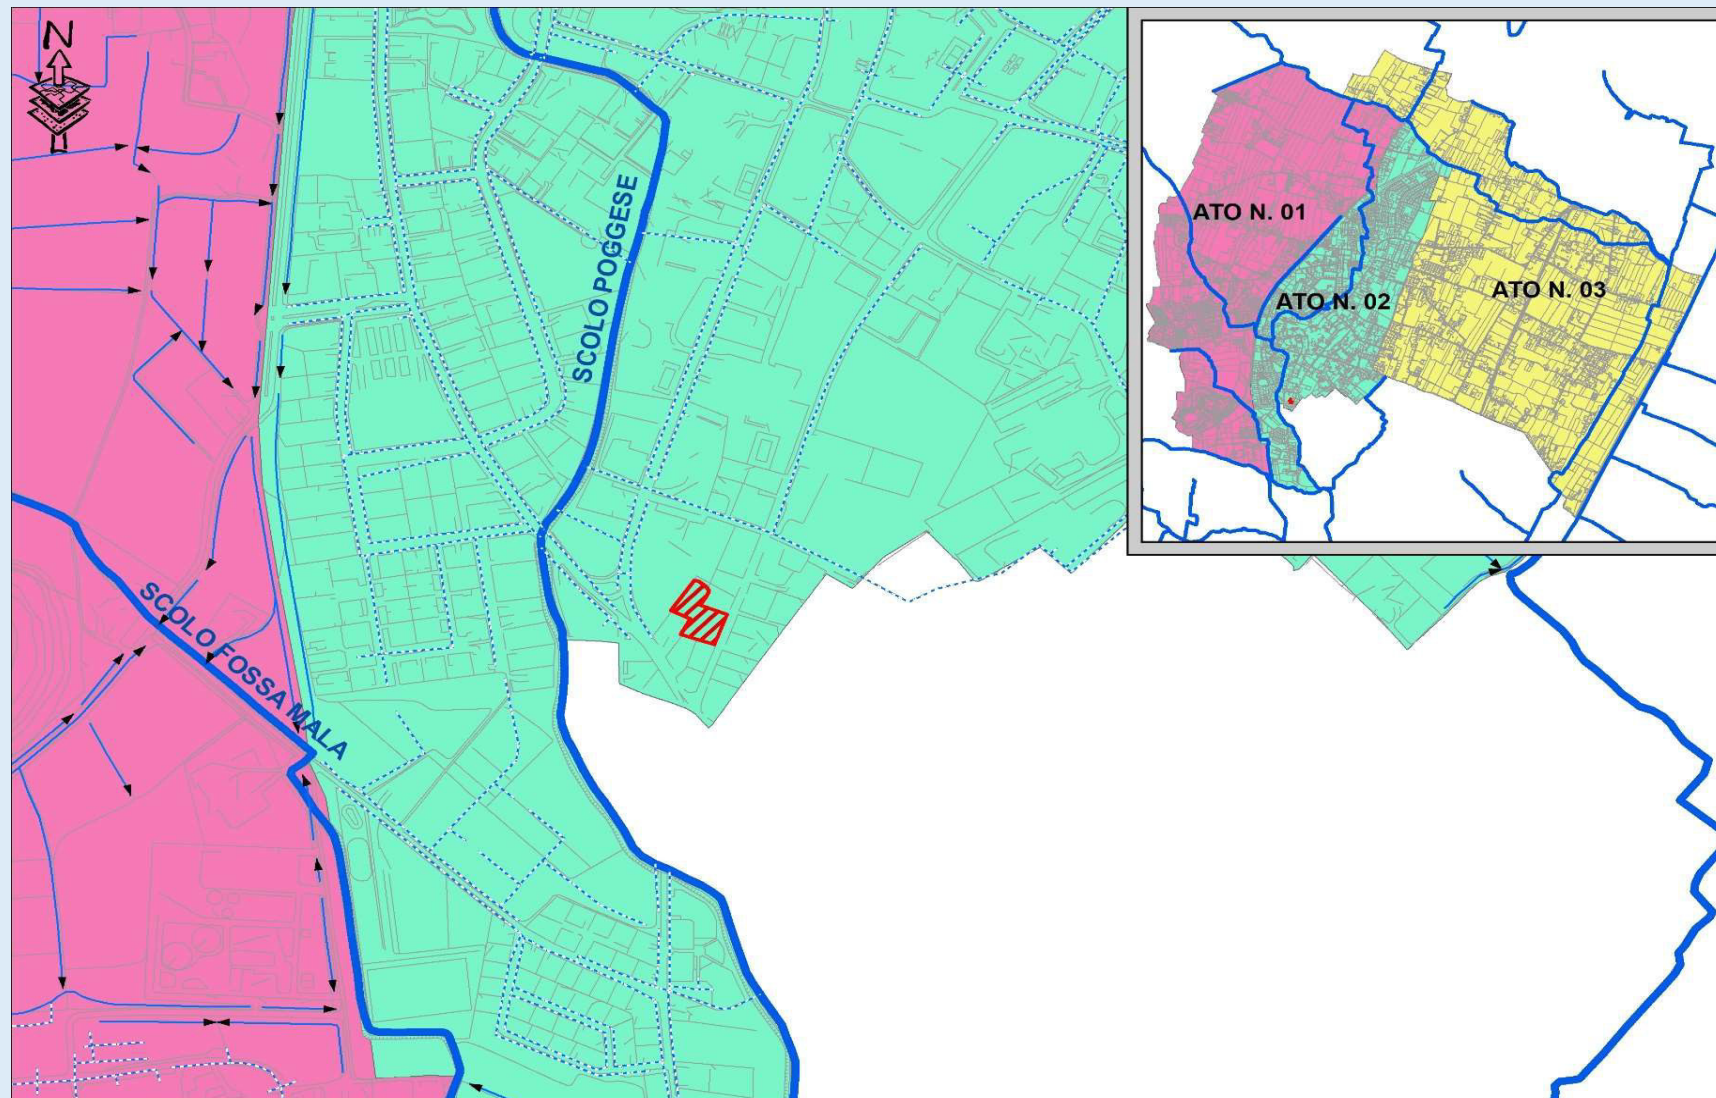 N
SCOLO POGGESE
SCOLO FOSSA MALA
ATO N. 01
ATO N. 02
ATO N. 03